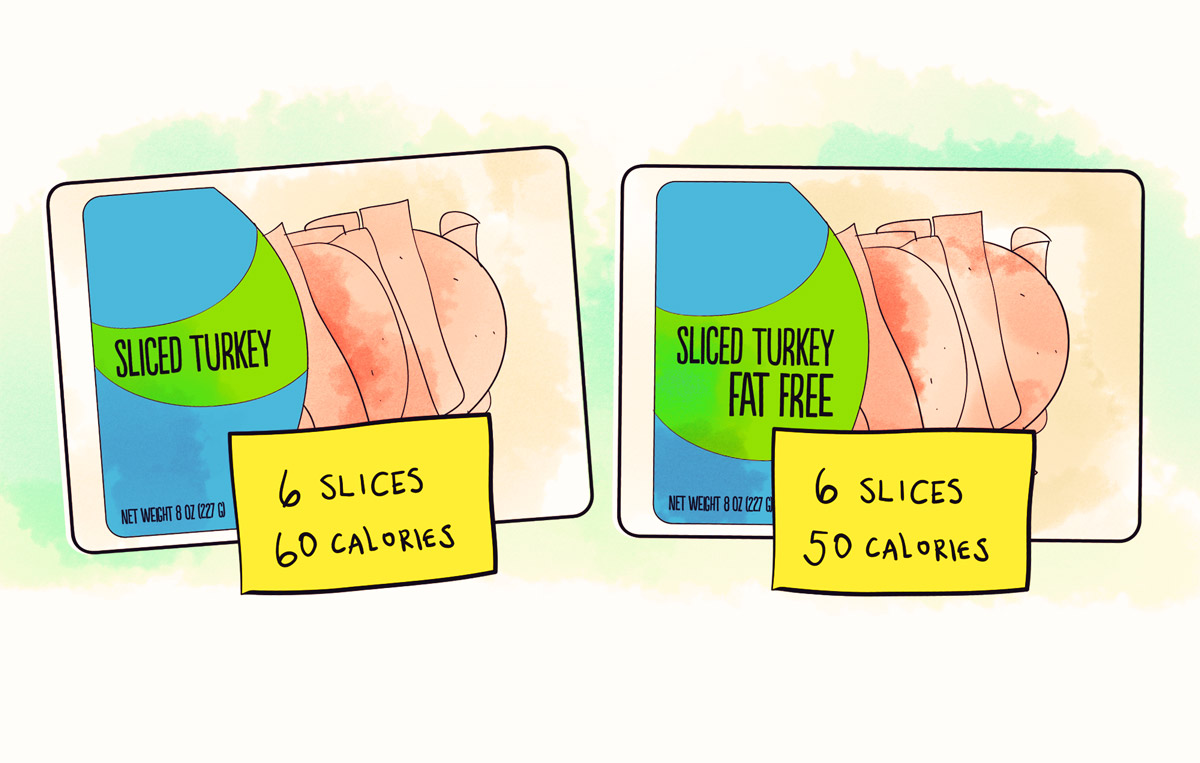 SLICED TURKEY
NET WEIGHT 8 OZ (227 G)
6 SLICES
60 CALORIES
SLICED TURKEY
FAT FREE
NET WEIGHT 8 OZ (227 G)
6 SLICES
50 CALORIES